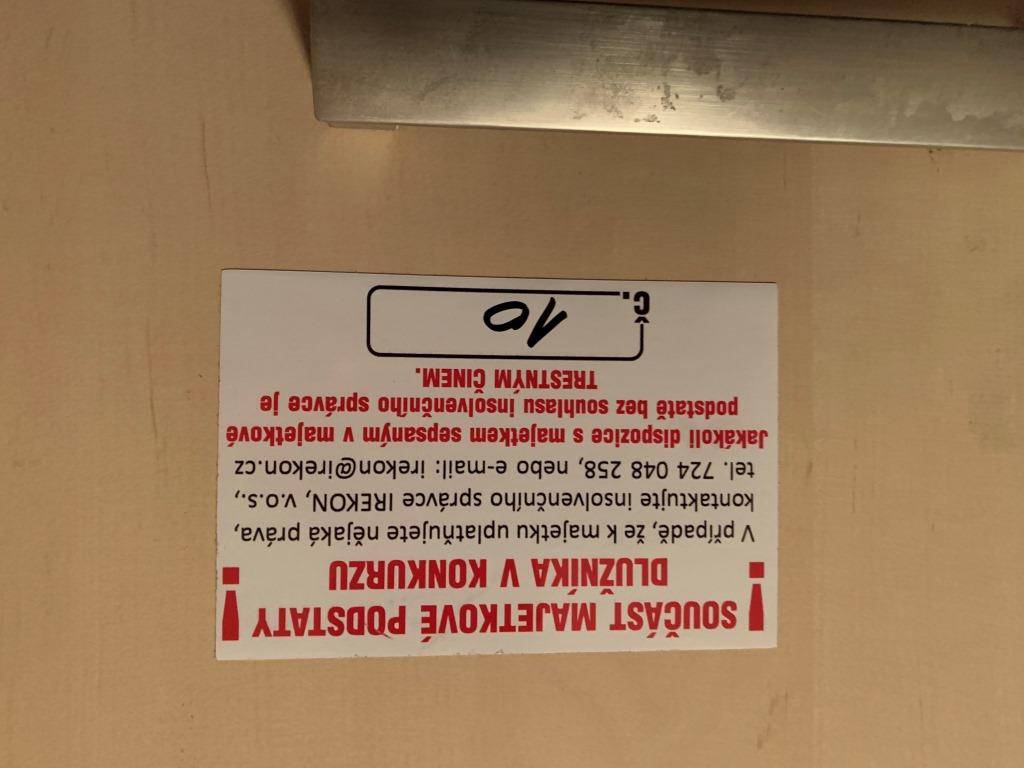 ! SOUČÁST MAJETKOVÉ PODSTATY !
DLUŽNÍKA V KONKURZU
V případě, že k majetku uplatňujete nějaká práva,
kontaktujte insolvenčního správce IREKON, v.o.s.,
tel. 724 048 258, nebo e-mail: irekon@irekon.cz
Jakákoli dispozice s majetkem sepsaným v majetkové
podstatě bez souhlasu insolvenčního správce je
TRESTNÝM ČINEM.
Č. 10